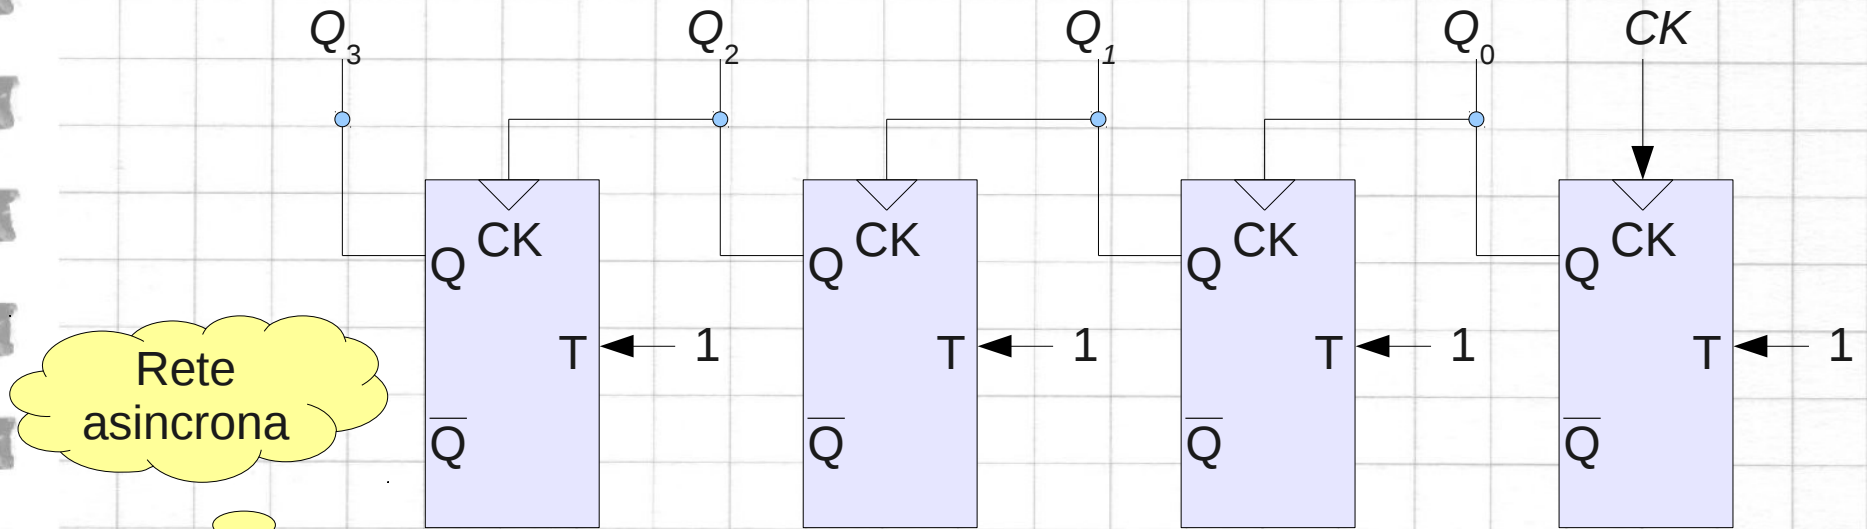 Q3 Q2 Q1 Q0 CK
CK CK CK CK
Q Q Q Q
T 1 T 1 T 1 T 1
Rete
asincrona
Q̅ Q̅ Q̅ Q̅